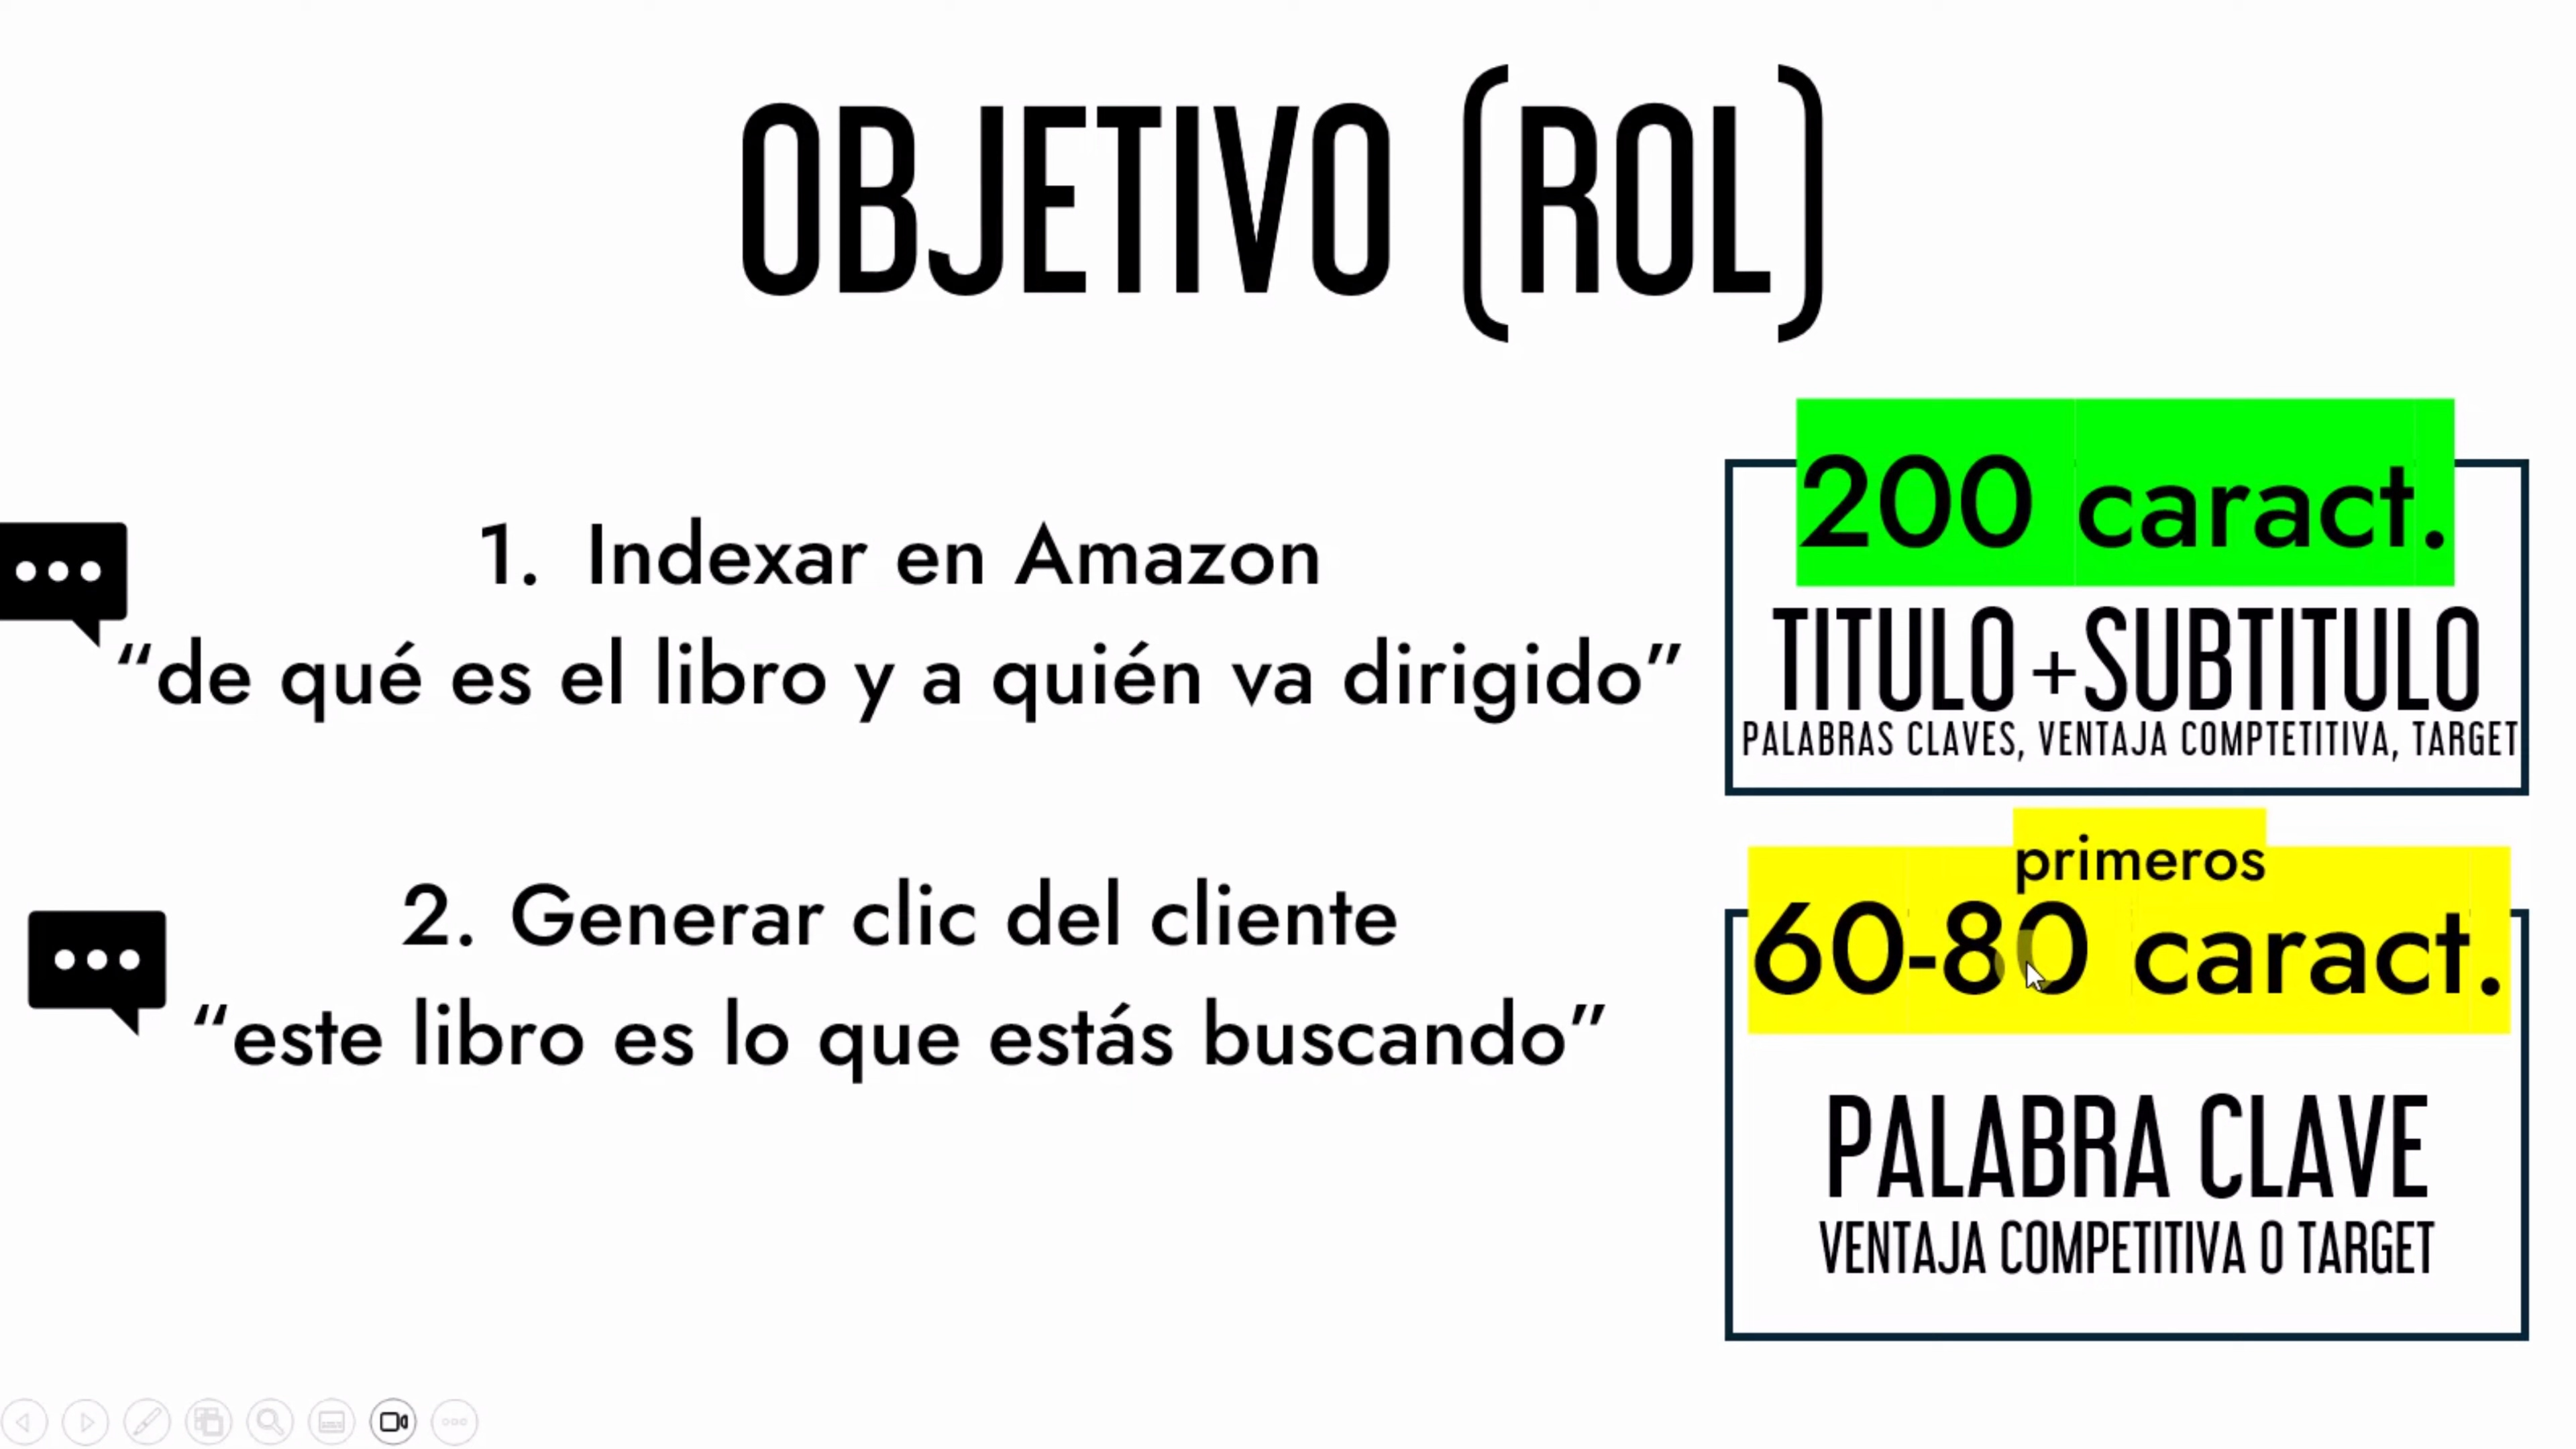 OBJETIVO (ROL)
1. Indexar en Amazon
“de qué es el libro y a quién va dirigido”
200 caract.
TITULO+SUBTITULO
PALABRAS CLAVES, VENTAJA COMPTETITIVA, TARGET
2. Generar clic del cliente
“este libro es lo que estás buscando”
primeros
60-80 caract.
PALABRA CLAVE
VENTAJA COMPETITIVA O TARGET